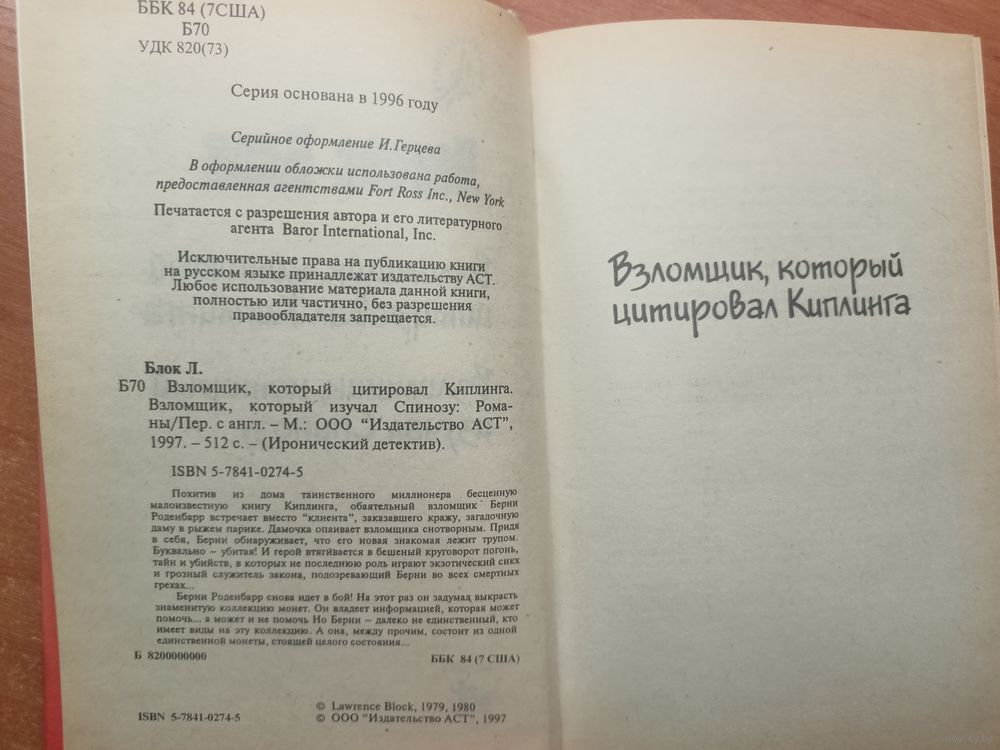 ББК 84 (7США)
Б70
УДК 820(73)
Серия основана в 1996 году
Серийное оформление И.Герцева
В оформлении обложки использована работа,
предоставленная агентствами Fort Ross Inc., New York
Печатается с разрешения автора и его литературного
агента Baror International, Inc.
Исключительные права на публикацию книги
на русском языке принадлежат издательству АСТ.
Любое использование материала данной книги,
полностью или частично, без разрешения
правообладателя запрещается.
Блок Л.
Б70 Взломщик, который цитировал Киплинга.
Взломщик, который изучал Спинозу: Рома-
ны/Пер. с англ. – М.: ООО “Издательство АСТ”,
1997. – 512 с. – (Иронический детектив).
ISBN 5-7841-0274-5
Похитив из дома таинственного миллионера бесценную
малоизвестную книгу Киплинга, обаятельный взломщик Берни
Роденбарр встречает вместо “клиента”, заказавшего кражу, загадочную
даму в рыжем парике. Дамочка опаивает взломщика снотворным. Придя
в себя, Берни обнаруживает, что его новая знакомая лежит трупом.
Буквально – убитая! И герой втягивается в бешеный круговорот погонь,
тайн и убийств, в которых не последнюю роль играют экзотический сикх
и грозный служитель закона, подозревающий Берни во всех смертных
грехах...
Берни Роденбарр снова идет в бой! На этот раз он задумал выкрасть
знаменитую коллекцию монет. Он владеет информацией, которая может
помочь... а может и не помочь Но Берни – далеко не единственный, кто
имеет виды на эту коллекцию. А она, между прочим, состоит из одной
единственной монеты, стоящей целого состояния...
Б 8200000000
ББК 84 (7 США)
© Lawrence Block, 1979, 1980
ISBN 5-7841-0274-5
© ООО “Издательство АСТ”, 1997
Взломщик, который
цитировал Киплинга